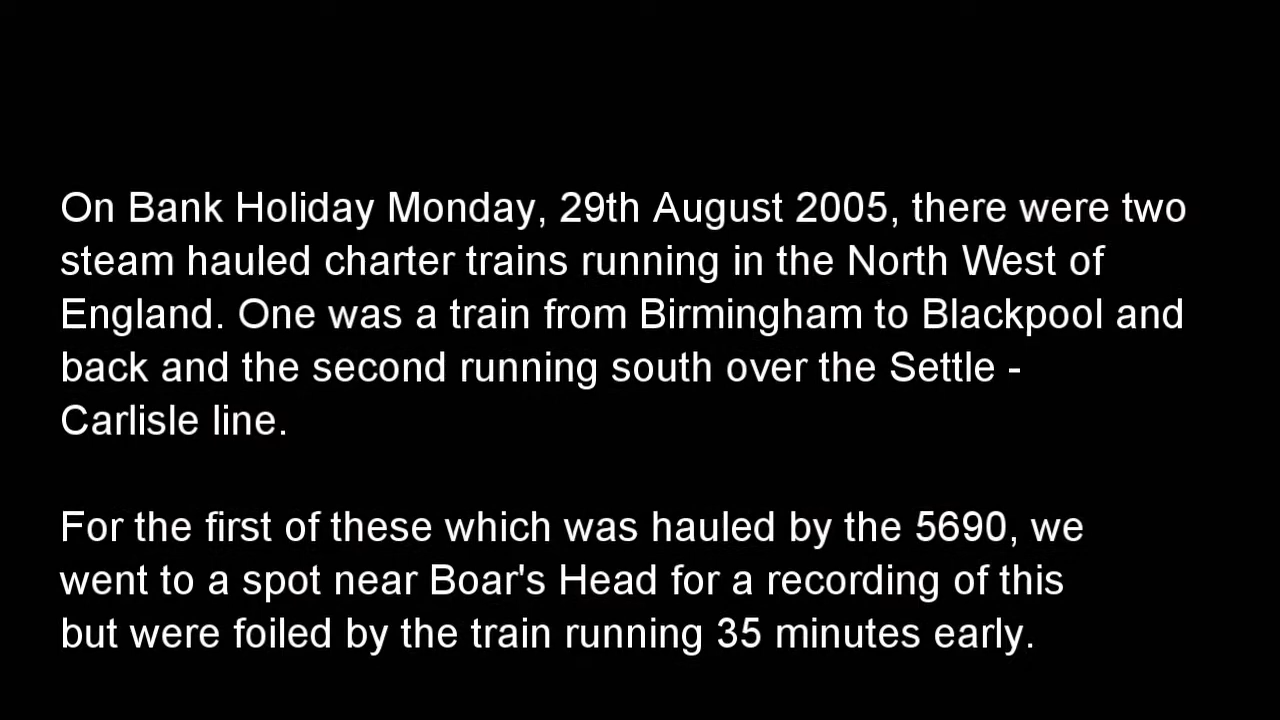 On Bank Holiday Monday, 29th August 2005, there were two
steam hauled charter trains running in the North West of
England. One was a train from Birmingham to Blackpool and
back and the second running south over the Settle -
Carlisle line.
For the first of these which was hauled by the 5690, we
went to a spot near Boar's Head for a recording of this
but were foiled by the train running 35 minutes early.